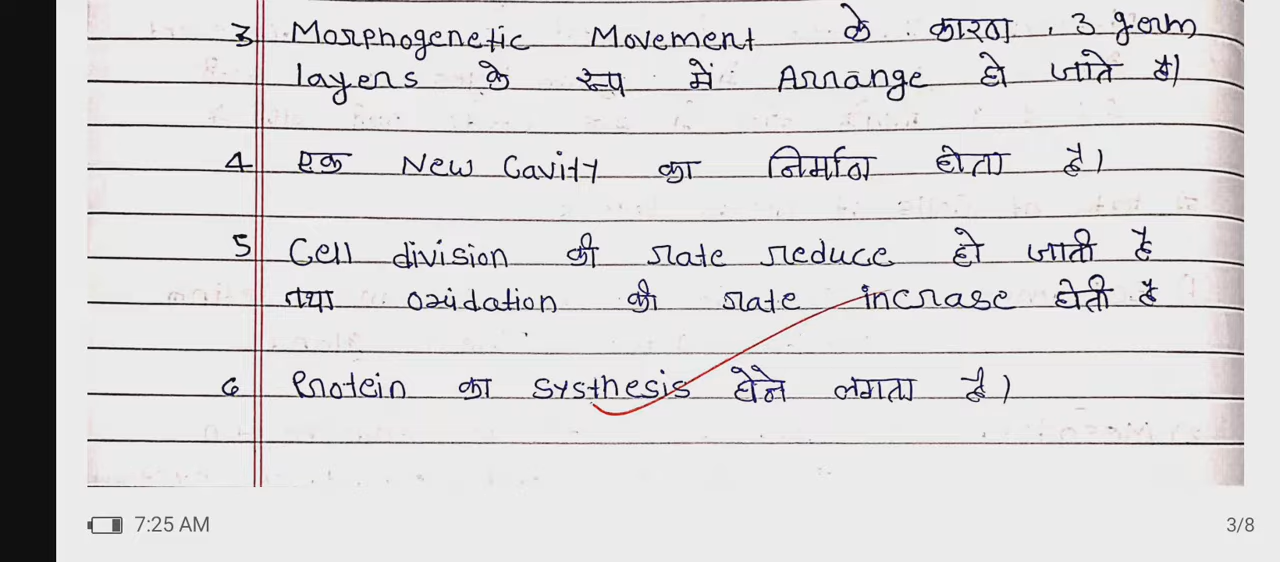 3 Morphogenetic Movement के कारण 3 germ
layers के रूप में Arrange हो जाते है।
4 एक New Cavity का निर्माण होता है।
5 Cell division की rate reduce हो जाती है
तथा oxidation की rate incrase होती है
6 Protein का systhesis होने लगता है।
7:25 AM
3/8